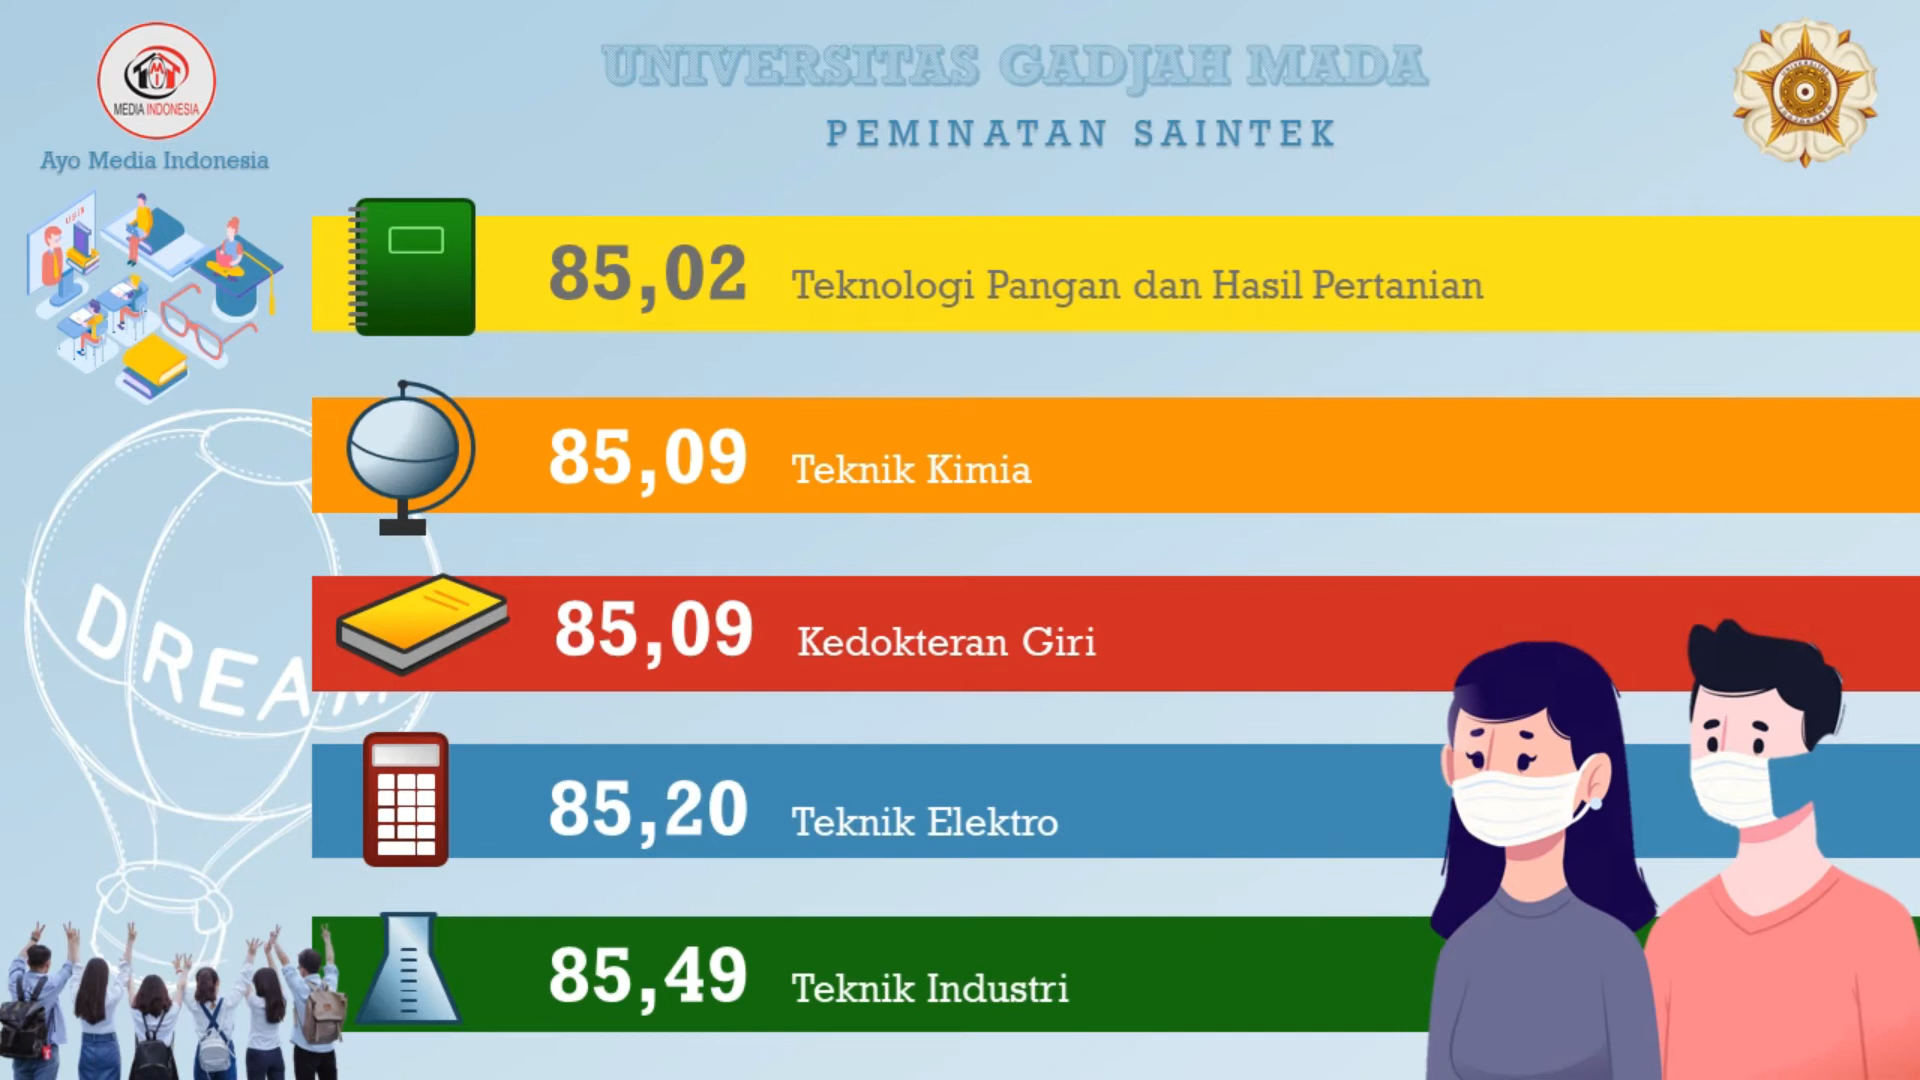 MIT
MEDIA INDONESIA
Ayo Media Indonesia
UNIVERSITAS GADJAH MADA
PEMINATAN SAINTEK
85,02 Teknologi Pangan dan Hasil Pertanian
85,09 Teknik Kimia
85,09 Kedokteran Giri
DREAM
85,20 Teknik Elektro
85,49 Teknik Industri